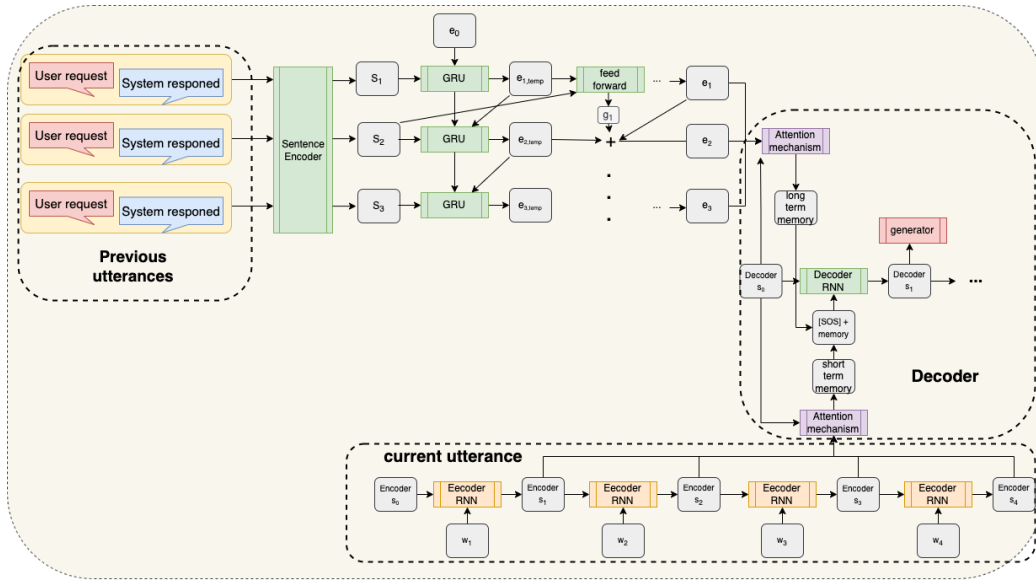 e0
User request
System responed
S1
GRU
e1,temp
feed
forward
...
e1
g1
User request
System responed
Sentence
Encoder
S2
GRU
e2,temp
+
e2
Attention
mechanism
User request
System responed
S3
GRU
e3,temp
...
e3
long
term
memory
generator
Previous
utterances
Decoder
s0
Decoder
RNN
Decoder
s1
...
[SOS] +
memory
short
term
memory
Decoder
Attention
mechanism
current utterance
Encoder
s0
Eecoder
RNN
Encoder
s1
Eecoder
RNN
Encoder
s2
Eecoder
RNN
Encoder
s3
Eecoder
RNN
Encoder
s4
w1
w2
w3
w4